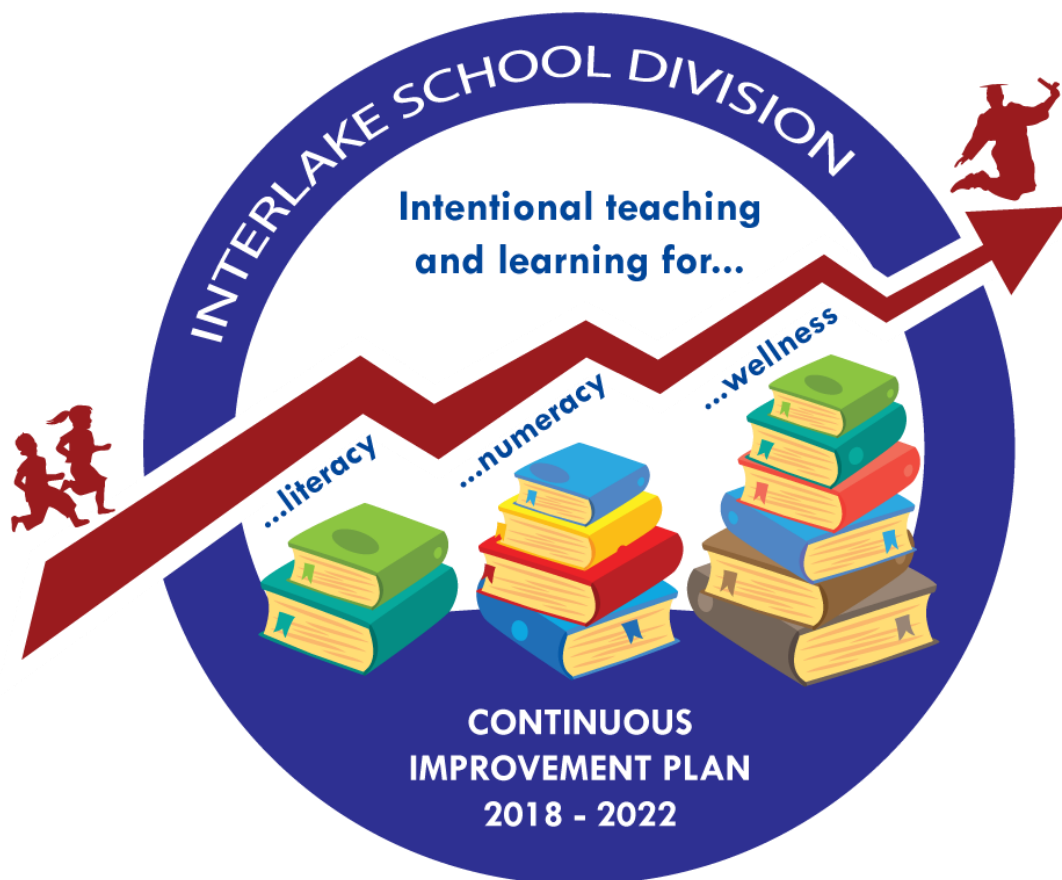 INTERLAKE SCHOOL DIVISION
Intentional teaching
and learning for...
...literacy
...numeracy
...wellness
CONTINUOUS
IMPROVEMENT PLAN
2018 - 2022